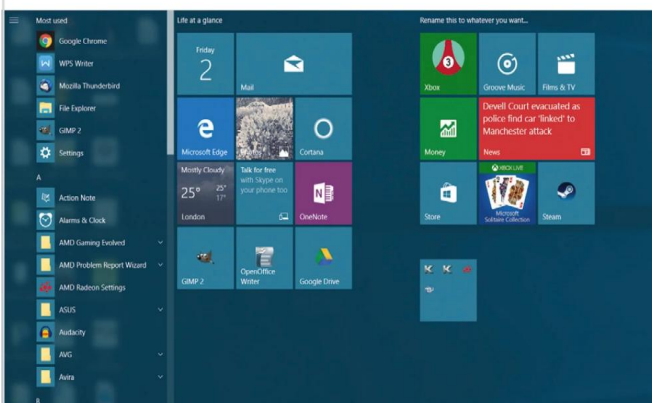 Most used
Google Chrome
WPS Writer
Mozilla Thunderbird
File Explorer
GIMP 2
Settings
A
Action Note
Alarms & Clock
AMD Gaming Evolved
AMD Problem Report Wizard
AMD Radeon Settings
ASUS
Audacity
AVG
Avira
B
Life at a glance
Friday
2
Mail
Microsoft Edge
Photos
Cortana
Mostly Cloudy
25°
25°
17°
London
Talk for free
with Skype on
your phone too
OneNote
GIMP 2
OpenOffice
Writer
Google Drive
Rename this to whatever you want...
3
Xbox
Groove Music
Films & TV
Money
Devell Court evacuated as
police find car 'linked' to
Manchester attack
News
Store
XBOX LIVE
Microsoft
Solitaire Collection
Steam